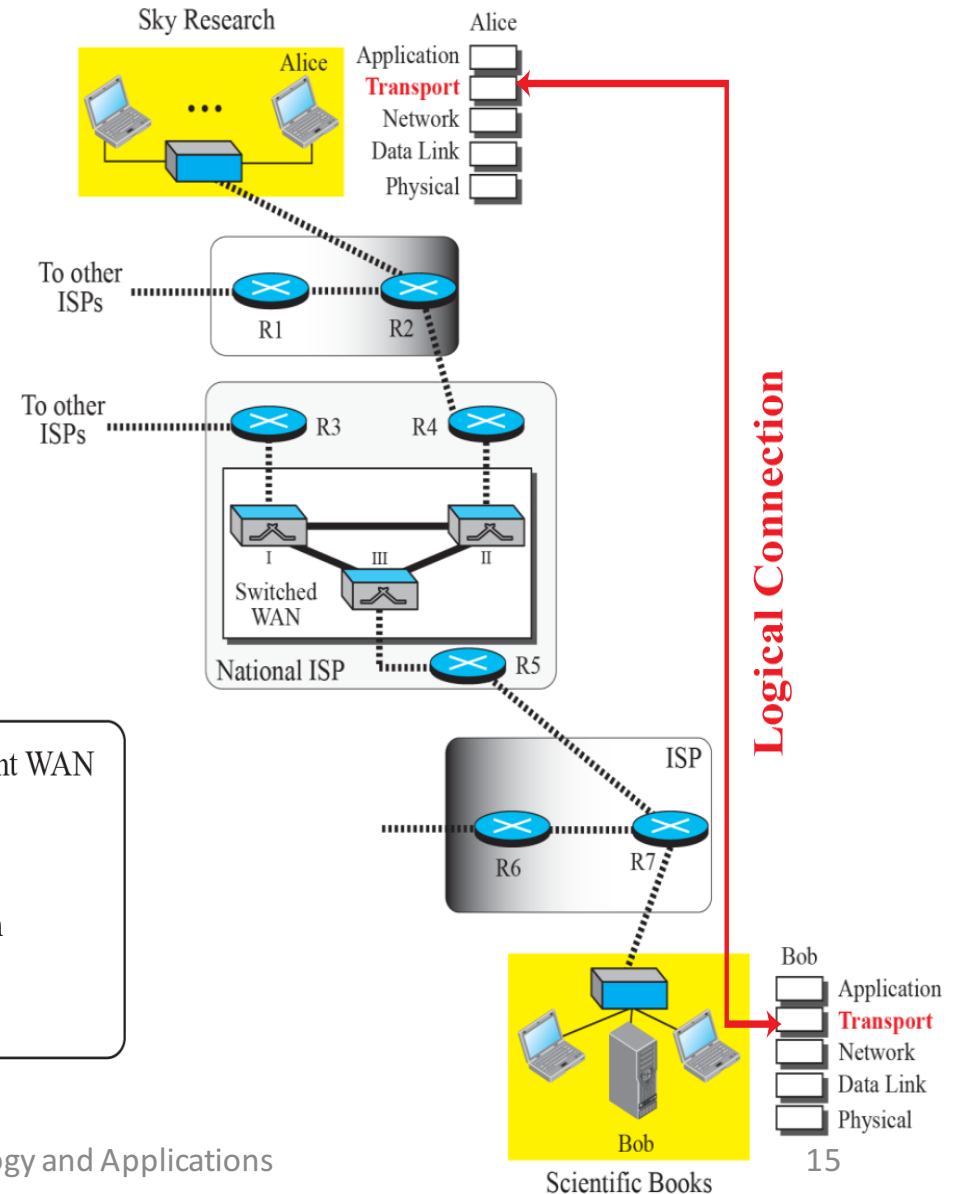 Sky Research
Alice
Alice
Application
Transport
Network
Data Link
Physical
To other
ISPs
R1
R2
To other
ISPs
R3
R4
I
III
II
Switched
WAN
National ISP
R5
Logical Connection
WAN
ISP
R6
R7
Bob
Application
Transport
Network
Data Link
Physical
Bob
Scientific Books
and Applications
15